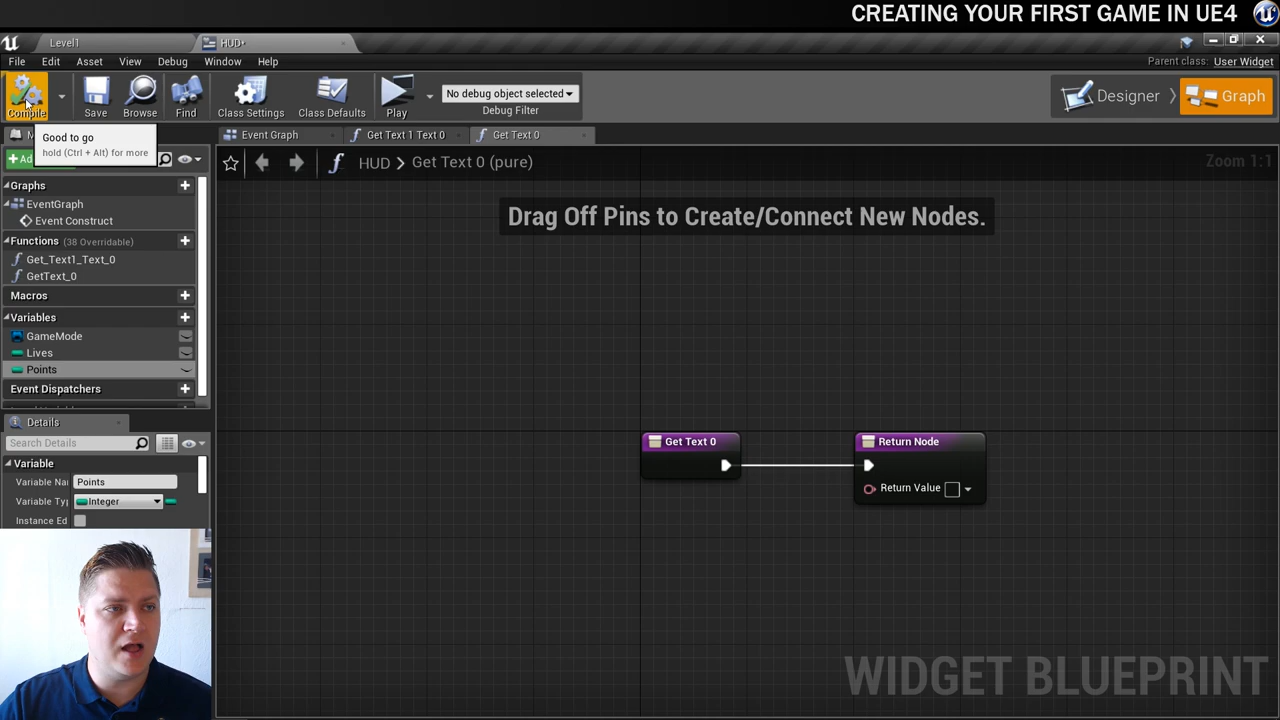 CREATING YOUR FIRST GAME IN UE4
Level1
HUD•
File Edit Asset View Debug Window Help
Parent class: User Widget
Compile
Save
Browse
Find
Class Settings
Class Defaults
Play
No debug object selected
Debug Filter
Designer
Graph
Good to go
hold (Ctrl + Alt) for more
Event Graph
Get Text 1 Text 0
Get Text 0
HUD > Get Text 0 (pure)
Zoom 1:1
Drag Off Pins to Create/Connect New Nodes.
Graphs
EventGraph
Event Construct
Functions (38 Overridable)
Get_Text1_Text_0
GetText_0
Macros
Variables
GameMode
Lives
Points
Event Dispatchers
Details
Search Details
Variable
Variable Na Points
Variable Typ Integer
Instance Ed
Get Text 0
Return Node
Return Value
WIDGET BLUEPRINT